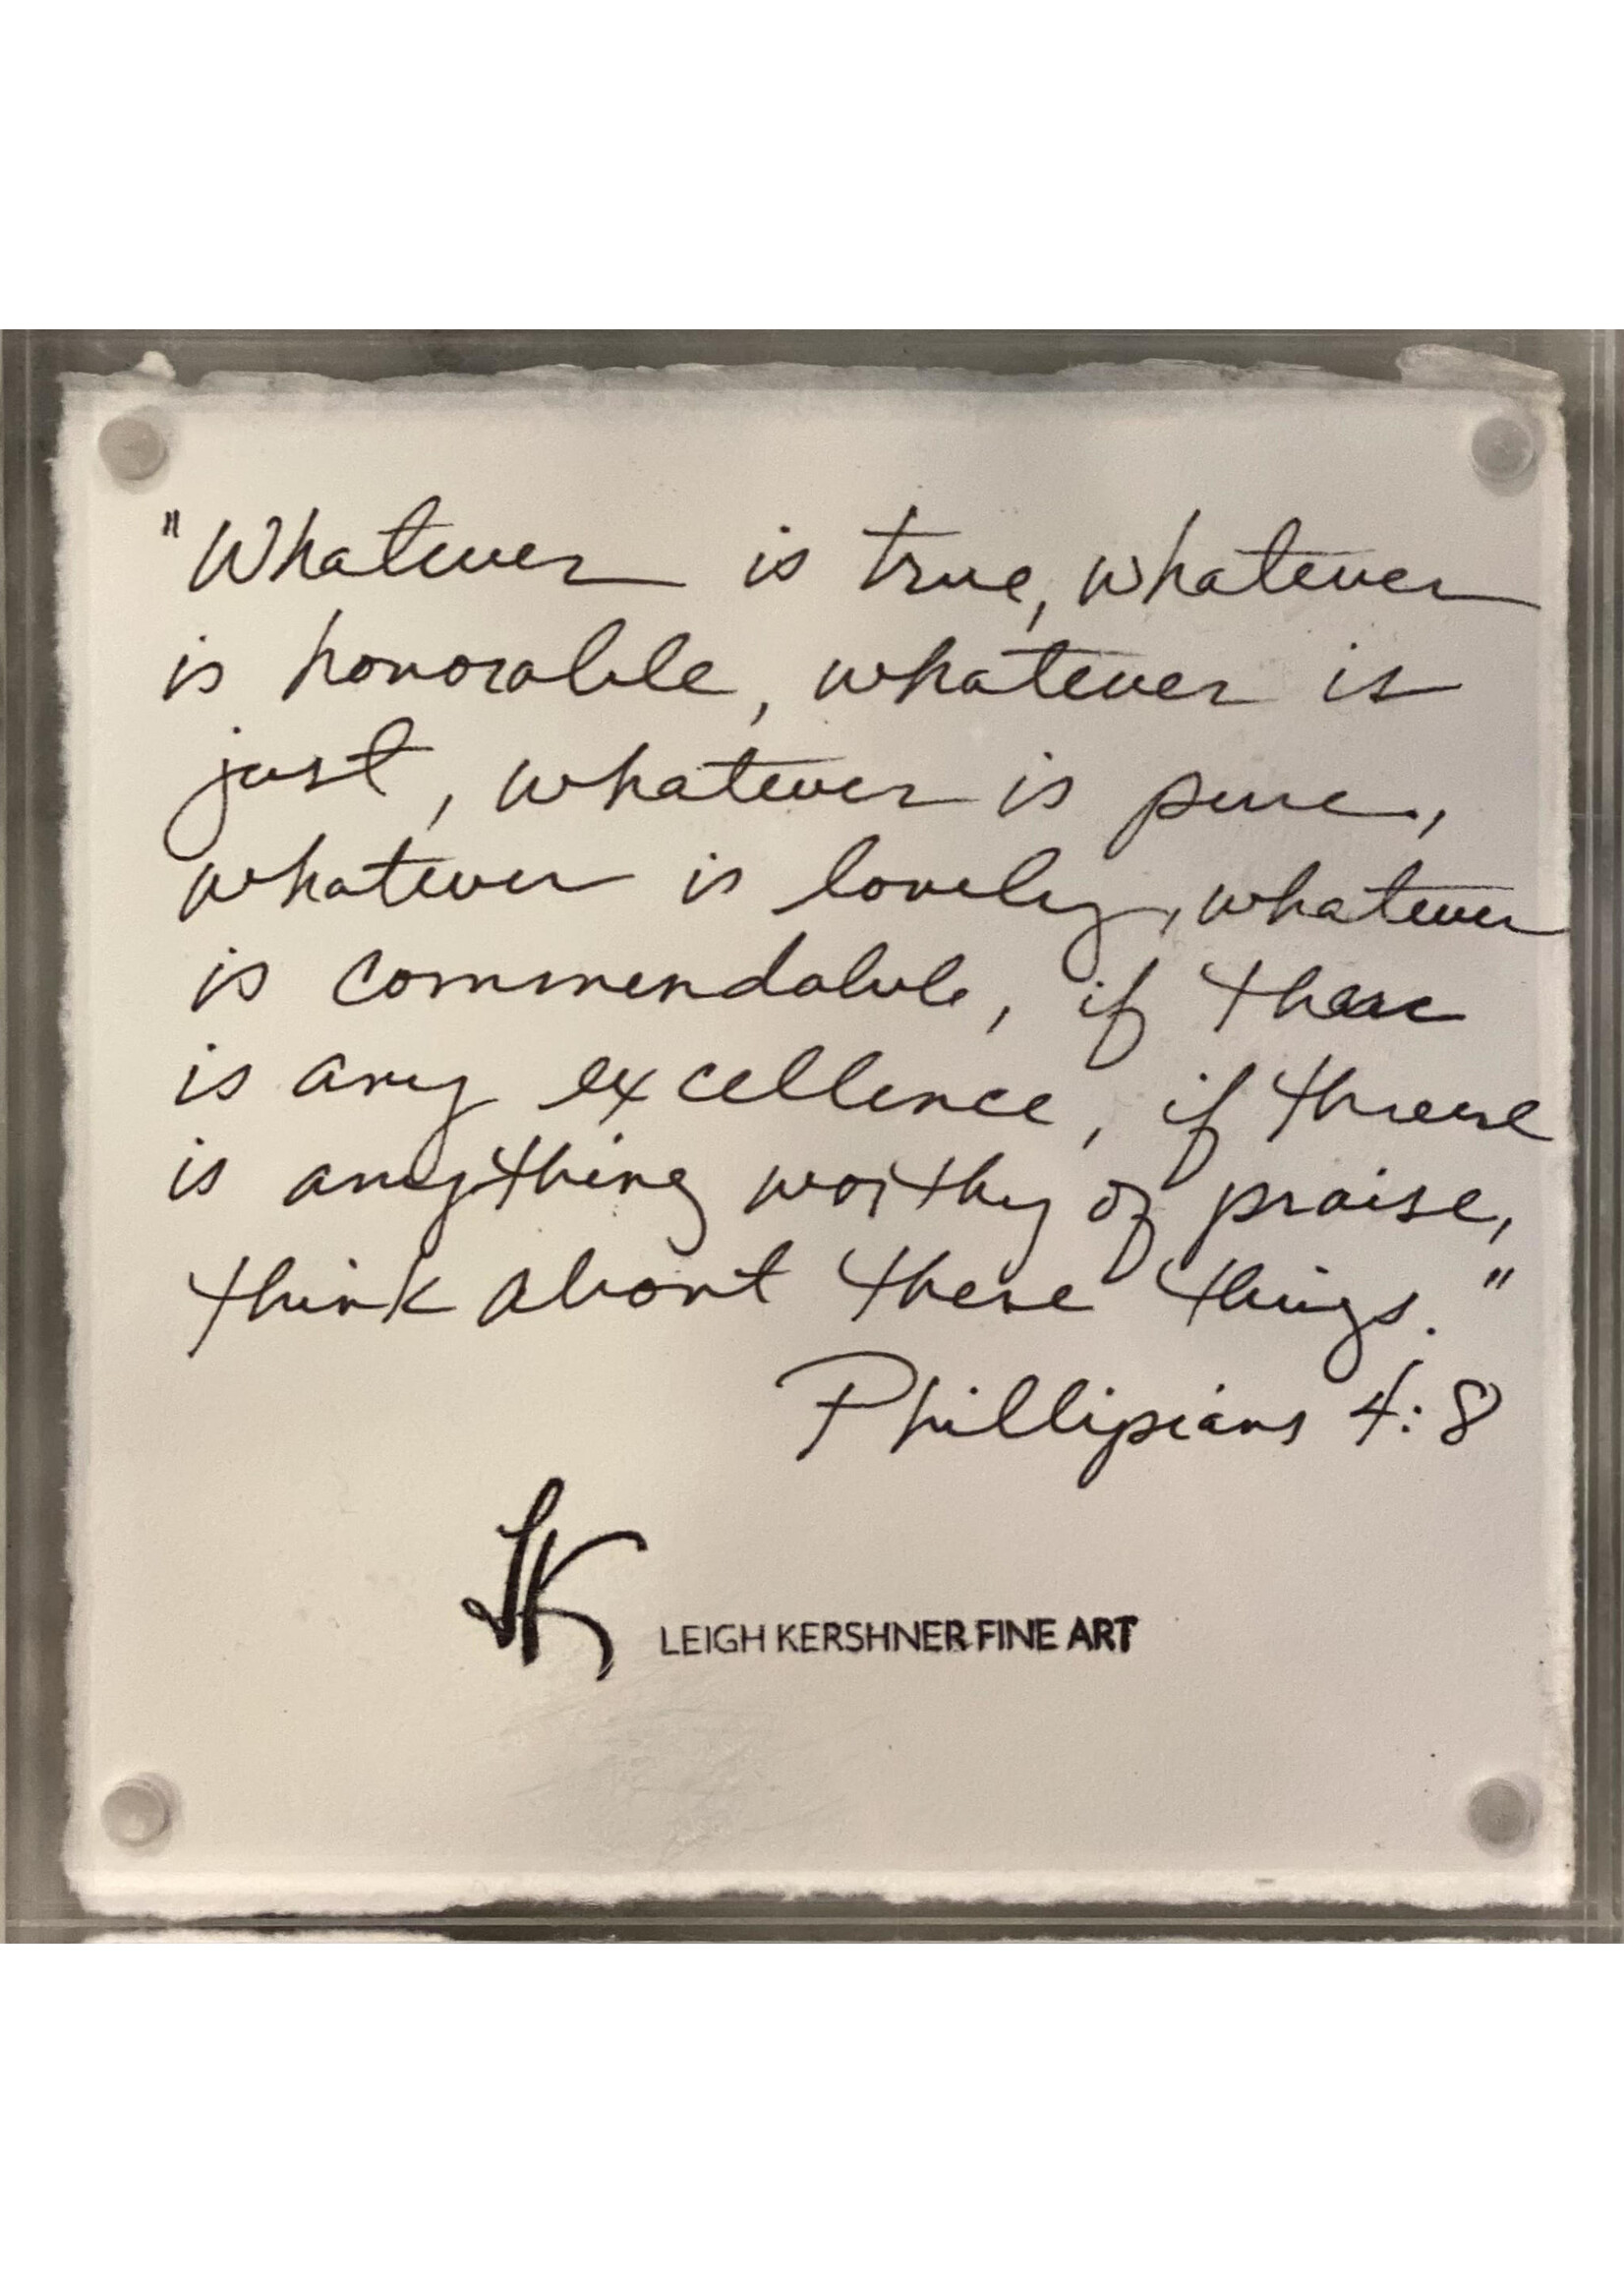 "Whatever is true, whatever
is honorable, whatever is
just, whatever is pure,
whatever is lovely, whatever
is commendable, if there
is any excellence, if there
is anything worthy of praise,
think about these things."
Phillipians 4:8
LK LEIGH KERSHNER FINE ART